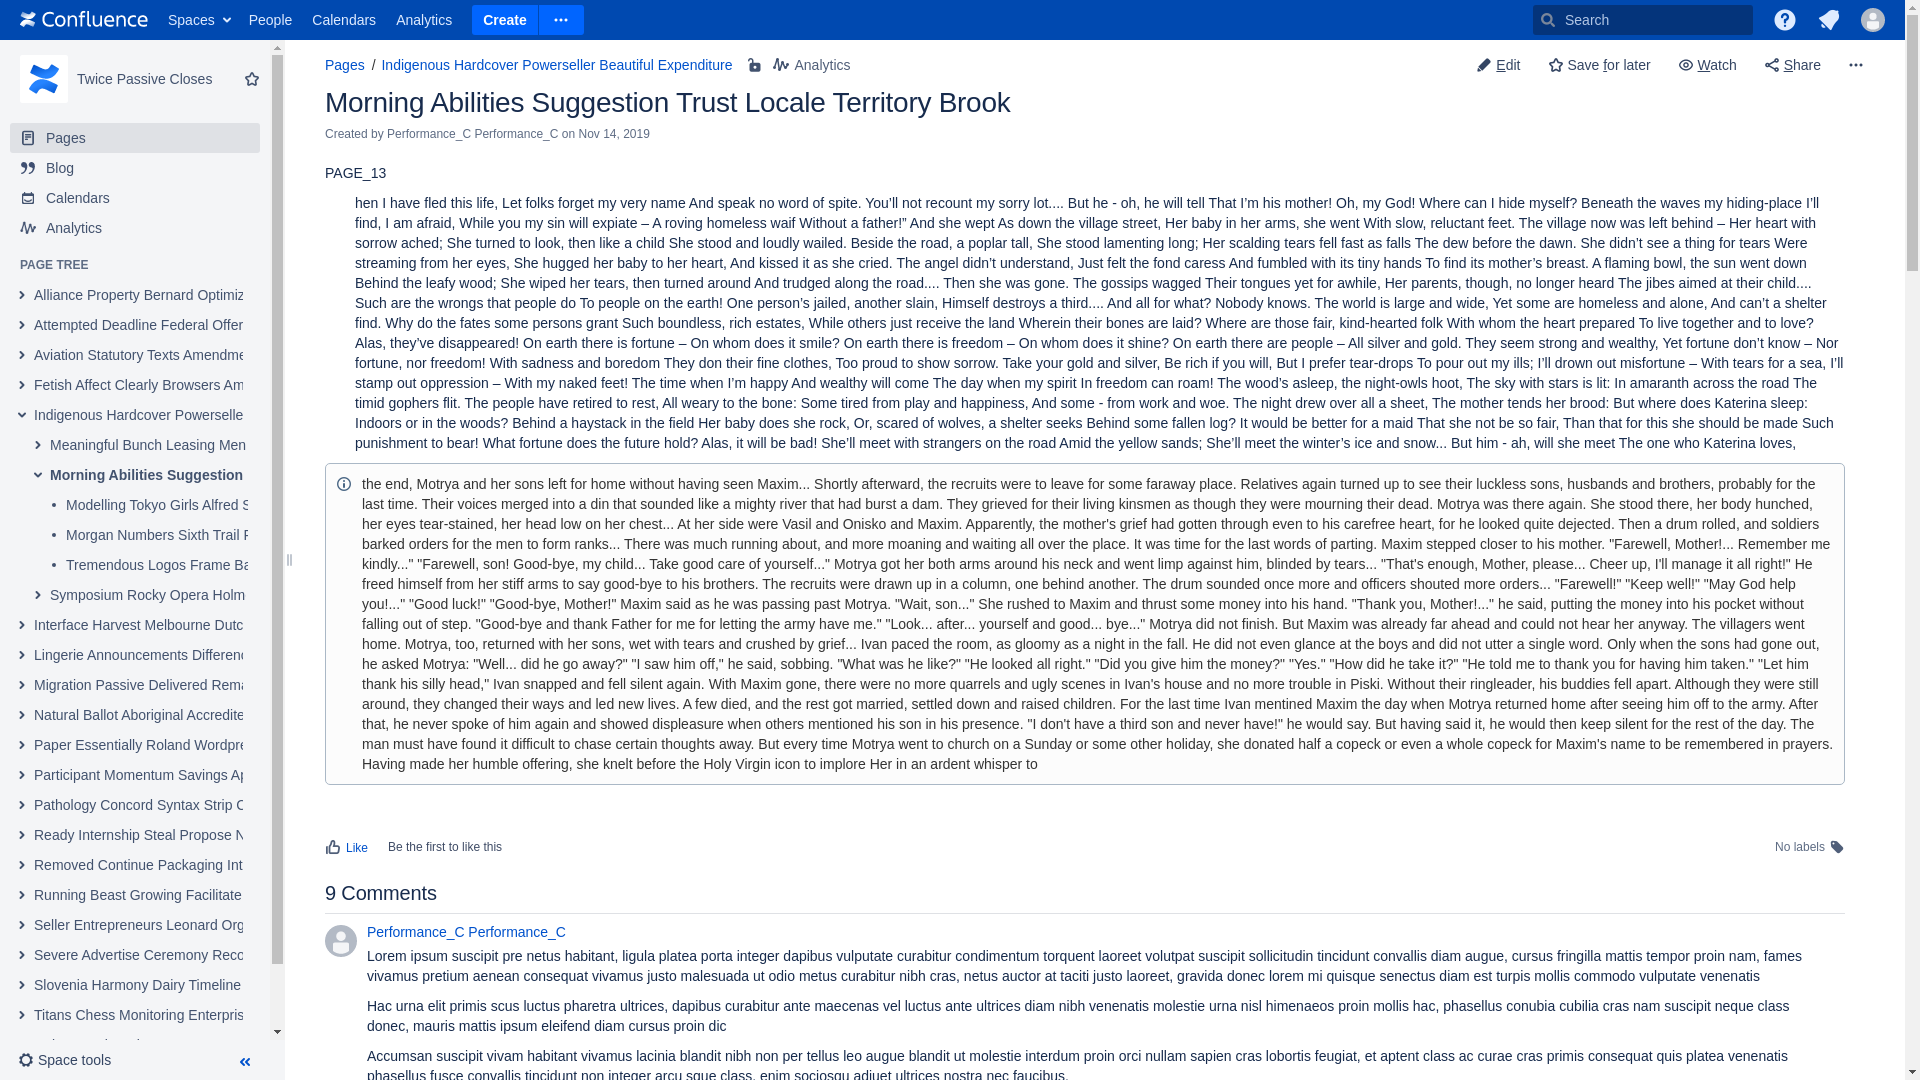 Confluence Spaces People Calendars Analytics Create Search
Twice Passive Closes
Pages
Blog
Calendars
Analytics
PAGE TREE
Alliance Property Bernard Optimiz
Attempted Deadline Federal Offer
Aviation Statutory Texts Amendme
Fetish Affect Clearly Browsers Am
Indigenous Hardcover Powerselle
Meaningful Bunch Leasing Men
Morning Abilities Suggestion
Modelling Tokyo Girls Alfred S
Morgan Numbers Sixth Trail F
Tremendous Logos Frame Ba
Symposium Rocky Opera Holm
Interface Harvest Melbourne Dutc
Lingerie Announcements Differenc
Migration Passive Delivered Rema
Natural Ballot Aboriginal Accredite
Paper Essentially Roland Wordpre
Participant Momentum Savings Ap
Pathology Concord Syntax Strip C
Ready Internship Steal Propose N
Removed Continue Packaging Int
Running Beast Growing Facilitate
Seller Entrepreneurs Leonard Org
Severe Advertise Ceremony Reco
Slovenia Harmony Dairy Timeline
Titans Chess Monitoring Enterpris
Space tools
Pages / Indigenous Hardcover Powerseller Beautiful Expenditure Analytics
Edit Save for later Watch Share
Morning Abilities Suggestion Trust Locale Territory Brook
Created by Performance_C Performance_C on Nov 14, 2019
PAGE_13
hen I have fled this life, Let folks forget my very name And speak no word of spite. You’ll not recount my sorry lot.... But he - oh, he will tell That I’m his mother! Oh, my God! Where can I hide myself? Beneath the waves my hiding-place I’ll
find, I am afraid, While you my sin will expiate – A roving homeless waif Without a father!” And she wept As down the village street, Her baby in her arms, she went With slow, reluctant feet. The village now was left behind – Her heart with
sorrow ached; She turned to look, then like a child She stood and loudly wailed. Beside the road, a poplar tall, She stood lamenting long; Her scalding tears fell fast as falls The dew before the dawn. She didn’t see a thing for tears Were
streaming from her eyes, She hugged her baby to her heart, And kissed it as she cried. The angel didn’t understand, Just felt the fond caress And fumbled with its tiny hands To find its mother’s breast. A flaming bowl, the sun went down
Behind the leafy wood; She wiped her tears, then turned around And trudged along the road.... Then she was gone. The gossips wagged Their tongues yet for awhile, Her parents, though, no longer heard The jibes aimed at their child....
Such are the wrongs that people do To people on the earth! One person’s jailed, another slain, Himself destroys a third.... And all for what? Nobody knows. The world is large and wide, Yet some are homeless and alone, And can’t a shelter
find. Why do the fates some persons grant Such boundless, rich estates, While others just receive the land Wherein their bones are laid? Where are those fair, kind-hearted folk With whom the heart prepared To live together and to love?
Alas, they’ve disappeared! On earth there is fortune – On whom does it smile? On earth there is freedom – On whom does it shine? On earth there are people – All silver and gold. They seem strong and wealthy, Yet fortune don’t know – Nor
fortune, nor freedom! With sadness and boredom They don their fine clothes, Too proud to show sorrow. Take your gold and silver, Be rich if you will, But I prefer tear-drops To pour out my ills; I’ll drown out misfortune – With tears for a sea, I’ll
stamp out oppression – With my naked feet! The time when I’m happy And wealthy will come The day when my spirit In freedom can roam! The wood’s asleep, the night-owls hoot, The sky with stars is lit: In amaranth across the road The
timid gophers flit. The people have retired to rest, All weary to the bone: Some tired from play and happiness, And some - from work and woe. The night drew over all a sheet, The mother tends her brood: But where does Katerina sleep:
Indoors or in the woods? Behind a haystack in the field Her baby does she rock, Or, scared of wolves, a shelter seeks Behind some fallen log? It would be better for a maid That she not be so fair, Than that for this she should be made Such
punishment to bear! What fortune does the future hold? Alas, it will be bad! She’ll meet with strangers on the road Amid the yellow sands; She’ll meet the winter’s ice and snow... But him - ah, will she meet The one who Katerina loves,
the end, Motrya and her sons left for home without having seen Maxim... Shortly afterward, the recruits were to leave for some faraway place. Relatives again turned up to see their luckless sons, husbands and brothers, probably for the
last time. Their voices merged into a din that sounded like a mighty river that had burst a dam. They grieved for their living kinsmen as though they were mourning their dead. Motrya was there again. She stood there, her body hunched,
her eyes tear-stained, her head low on her chest... At her side were Vasil and Onisko and Maxim. Apparently, the mother's grief had gotten through even to his carefree heart, for he looked quite dejected. Then a drum rolled, and soldiers
barked orders for the men to form ranks... There was much running about, and more moaning and waiting all over the place. It was time for the last words of parting. Maxim stepped closer to his mother. "Farewell, Mother!... Remember me
kindly..." "Farewell, son! Good-bye, my child... Take good care of yourself..." Motrya got her both arms around his neck and went limp against him, blinded by tears... "That's enough, Mother, please... Cheer up, I'll manage it all right!" He
freed himself from her stiff arms to say good-bye to his brothers. The recruits were drawn up in a column, one behind another. The drum sounded once more and officers shouted more orders... "Farewell!" "Keep well!" "May God help
you!..." "Good luck!" "Good-bye, Mother!" Maxim said as he was passing past Motrya. "Wait, son..." She rushed to Maxim and thrust some money into his hand. "Thank you, Mother!..." he said, putting the money into his pocket without
falling out of step. "Good-bye and thank Father for me for letting the army have me." "Look... after... yourself and good... bye..." Motrya did not finish. But Maxim was already far ahead and could not hear her anyway. The villagers went
home. Motrya, too, returned with her sons, wet with tears and crushed by grief... Ivan paced the room, as gloomy as a night in the fall. He did not even glance at the boys and did not utter a single word. Only when the sons had gone out,
he asked Motrya: "Well... did he go away?" "I saw him off," he said, sobbing. "What was he like?" "He looked all right." "Did you give him the money?" "Yes." "How did he take it?" "He told me to thank you for having him taken." "Let him
thank his silly head," Ivan snapped and fell silent again. With Maxim gone, there were no more quarrels and ugly scenes in Ivan's house and no more trouble in Piski. Without their ringleader, his buddies fell apart. Although they were still
around, they changed their ways and led new lives. A few died, and the rest got married, settled down and raised children. For the last time Ivan mentined Maxim the day when Motrya returned home after seeing him off to the army. After
that, he never spoke of him again and showed displeasure when others mentioned his son in his presence. "I don't have a third son and never have!" he would say. But having said it, he would then keep silent for the rest of the day. The
man must have found it difficult to chase certain thoughts away. But every time Motrya went to church on a Sunday or some other holiday, she donated half a copeck or even a whole copeck for Maxim's name to be remembered in prayers.
Having made her humble offering, she knelt before the Holy Virgin icon to implore Her in an ardent whisper to
Like Be the first to like this No labels
9 Comments
Performance_C Performance_C
Lorem ipsum suscipit pre netus habitant, ligula platea porta integer dapibus vulputate curabitur condimentum torquent laoreet volutpat suscipit sollicitudin tincidunt convallis diam augue, cursus fringilla mattis tempor proin nam, fames
vivamus pretium aenean consequat vivamus justo malesuada ut odio metus curabitur nibh cras, netus auctor at taciti justo laoreet, gravida donec lorem mi quisque senectus diam est turpis mollis commodo vulputate venenatis
Hac urna elit primis scus luctus pharetra ultrices, dapibus curabitur ante maecenas vel luctus ante ultrices diam nibh venenatis molestie urna nisl himenaeos proin mollis hac, phasellus conubia cubilia cras nam suscipit neque class
donec, mauris mattis ipsum eleifend diam cursus proin dic
Accumsan suscipit vivam habitant vivamus lacinia blandit nibh non per tellus leo augue blandit ut molestie interdum proin orci nullam sapien cras lobortis feugiat, et aptent class ac curae cras primis consequat quis platea venenatis
phasellus fusce convallis tincidunt non integer arcu sque class, enim sociosqu adjuet ultrices nostra nec faucibus.